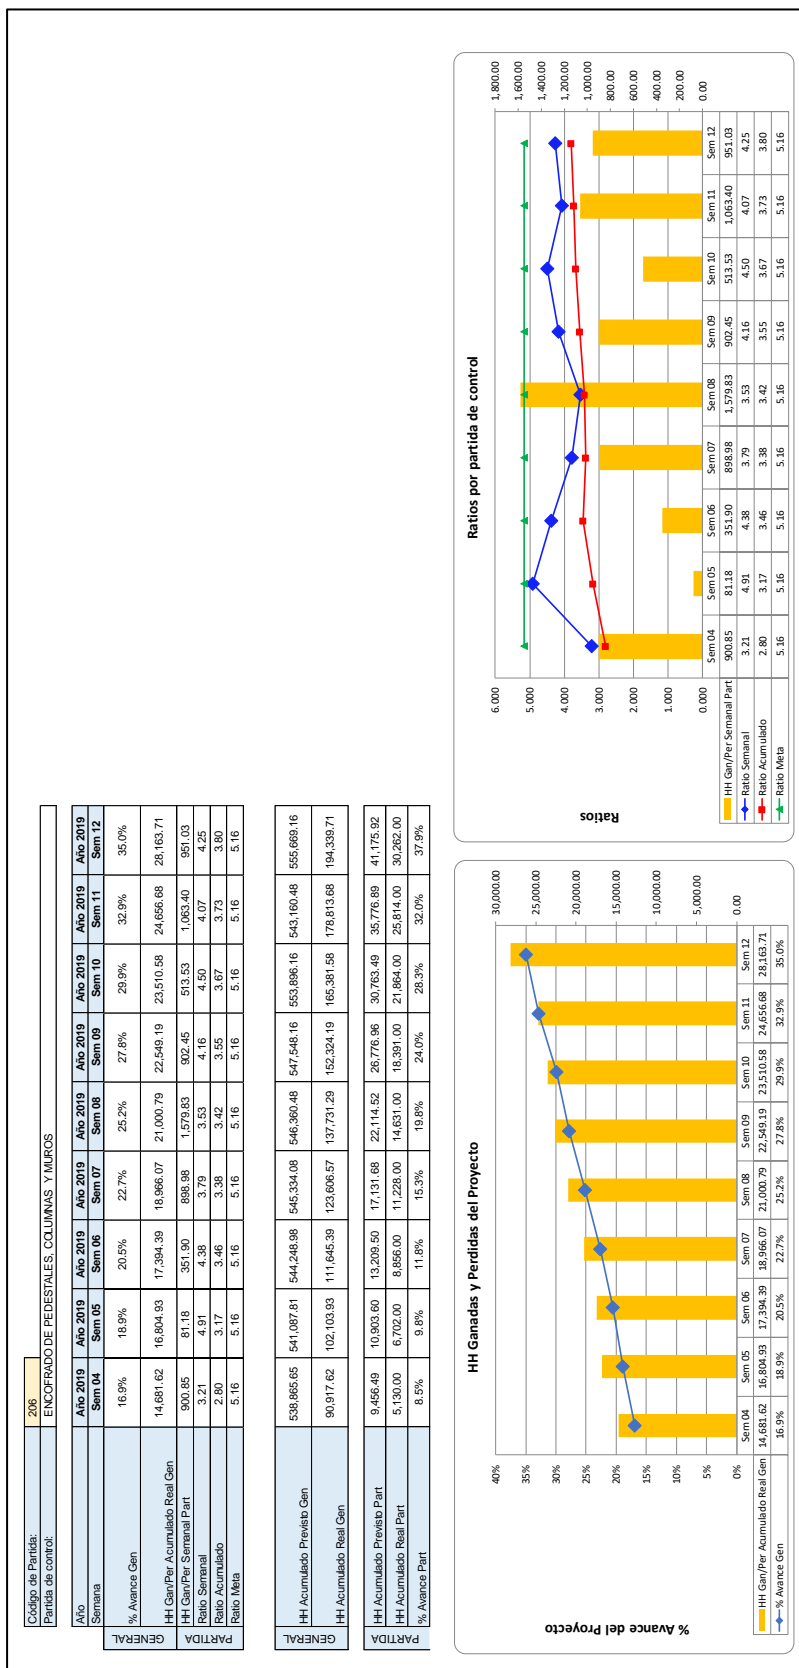 Código de Partida: 206
Partida de control: ENCOFRADO DE PEDESTALES, COLUMNAS Y MUROS
Año Año 2019 Año 2019 Año 2019 Año 2019 Año 2019 Año 2019 Año 2019 Año 2019 Año 2019
Semana Sem 04 Sem 05 Sem 06 Sem 07 Sem 08 Sem 09 Sem 10 Sem 11 Sem 12
GENERAL
% Avance Gen 16.9% 18.9% 20.5% 22.7% 25.2% 27.8% 29.9% 32.9% 35.0%
HH Gan/Per Acumulado Real Gen 14,681.62 16,804.93 17,394.39 18,966.07 21,000.79 22,549.19 23,510.58 24,656.68 28,163.71
PARTIDA
HH Gan/Per Semanal Part 900.85 81.18 351.90 898.98 1,579.83 902.45 513.53 1,063.40 951.03
Ratio Semanal 3.21 4.91 4.38 3.79 3.53 4.16 4.50 4.07 4.25
Ratio Acumulado 2.80 3.17 3.46 3.38 3.42 3.55 3.67 3.73 3.80
Ratio Meta 5.16 5.16 5.16 5.16 5.16 5.16 5.16 5.16 5.16
GENERAL
HH Acumulado Previsto Gen 538,865.65 541,087.81 544,248.98 545,334.08 546,360.48 547,548.16 553,896.16 543,160.48 555,669.16
HH Acumulado Real Gen 90,917.62 102,103.93 111,645.39 123,606.57 137,731.29 152,324.19 165,381.58 178,813.68 194,339.71
PARTIDA
HH Acumulado Previsto Part 9,456.49 10,903.60 13,209.50 17,131.68 22,114.52 26,776.96 30,763.49 35,776.89 41,175.92
HH Acumulado Real Part 5,130.00 6,702.00 8,856.00 11,228.00 14,631.00 18,391.00 21,864.00 25,814.00 30,262.00
% Avance Part 8.5% 9.8% 11.8% 15.3% 19.8% 24.0% 28.3% 32.0% 37.9%
HH Ganadas y Perdidas del Proyecto
% Avance del Proyecto
40% 30,000.00
35% 25,000.00
30% 20,000.00
25%
20% 15,000.00
15% 10,000.00
10%
5% 5,000.00
0% 0.00
Sem 04 Sem 05 Sem 06 Sem 07 Sem 08 Sem 09 Sem 10 Sem 11 Sem 12
HH Gan/Per Acumulado Real Gen 14,681.62 16,804.93 17,394.39 18,966.07 21,000.79 22,549.19 23,510.58 24,656.68 28,163.71
% Avance Gen 16.9% 18.9% 20.5% 22.7% 25.2% 27.8% 29.9% 32.9% 35.0%
Ratios por partida de control
Ratios
6.000 1,800.00
1,600.00
5.000 1,400.00
4.000 1,200.00
1,000.00
3.000 800.00
2.000 600.00
400.00
1.000 200.00
0.000 0.00
Sem 04 Sem 05 Sem 06 Sem 07 Sem 08 Sem 09 Sem 10 Sem 11 Sem 12
HH Gan/Per Semanal Part 900.85 81.18 351.90 898.98 1,579.83 902.45 513.53 1,063.40 951.03
Ratio Semanal 3.21 4.91 4.38 3.79 3.53 4.16 4.50 4.07 4.25
Ratio Acumulado 2.80 3.17 3.46 3.38 3.42 3.55 3.67 3.73 3.80
Ratio Meta 5.16 5.16 5.16 5.16 5.16 5.16 5.16 5.16 5.16